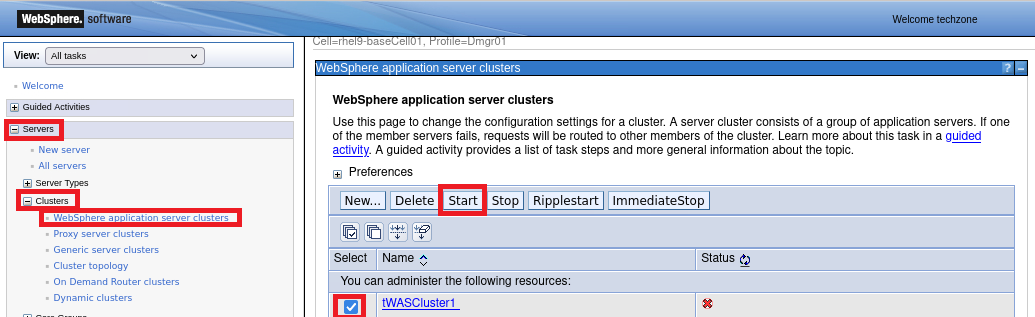 WebSphere. software
Welcome techzone
View: All tasks
Welcome
Guided Activities
Servers
New server
All servers
Server Types
Clusters
WebSphere application server clusters
Proxy server clusters
Generic server clusters
Cluster topology
On Demand Router clusters
Dynamic clusters
Core Groups
Cell=rhel9-baseCell01, Profile=Dmgr01
WebSphere application server clusters ? –
WebSphere application server clusters
Use this page to change the configuration settings for a cluster. A server cluster consists of a group of application servers. If one
of the member servers fails, requests will be routed to other members of the cluster. Learn more about this task in a guided
activity. A guided activity provides a list of task steps and more general information about the topic.
Preferences
New... Delete Start Stop Ripplestart ImmediateStop
Select Name Status
You can administer the following resources:
tWASCluster1